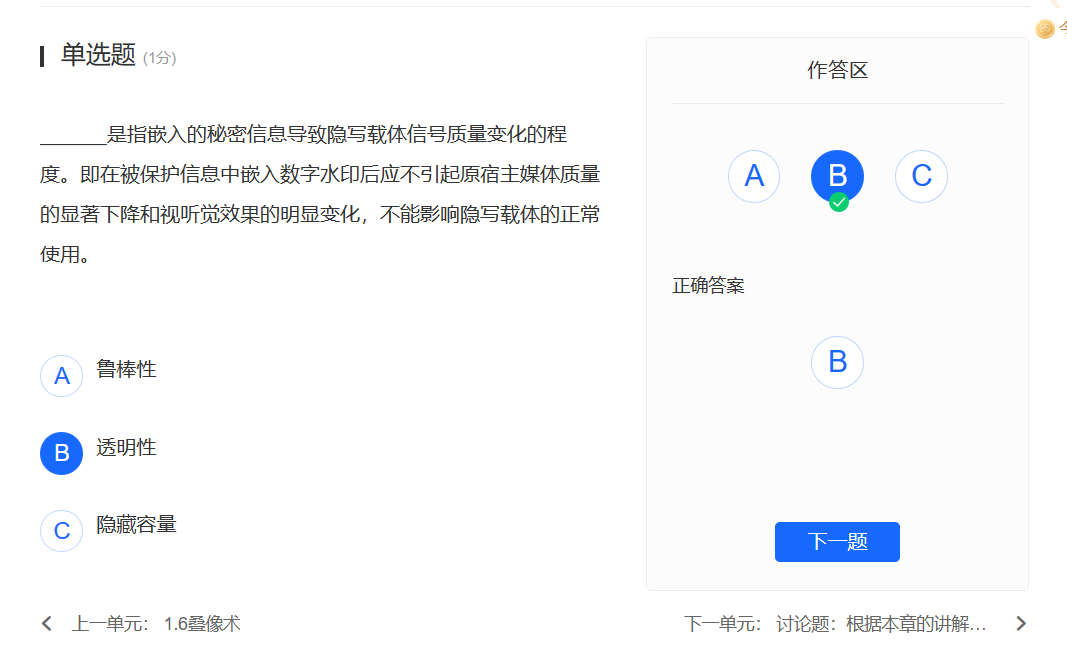 单选题 (1分)
_______是指嵌入的秘密信息导致隐写载体信号质量变化的程
度。即在被保护信息中嵌入数字水印后应不引起原宿主媒体质量
的显著下降和视听觉效果的明显变化，不能影响隐写载体的正常
使用。
A 鲁棒性
B 透明性
C 隐藏容量
作答区
A B C
正确答案
B
下一题
上一单元： 1.6叠像术
下一单元： 讨论题：根据本章的讲解…